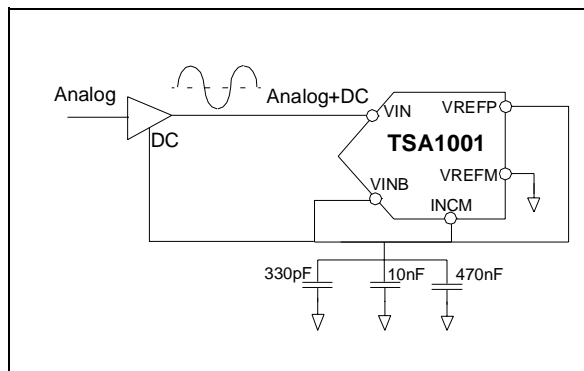 Analog
DC
Analog+DC
VIN
VREFP
TSA1001
VREFM
VINB
INCM
330pF
10nF
470nF